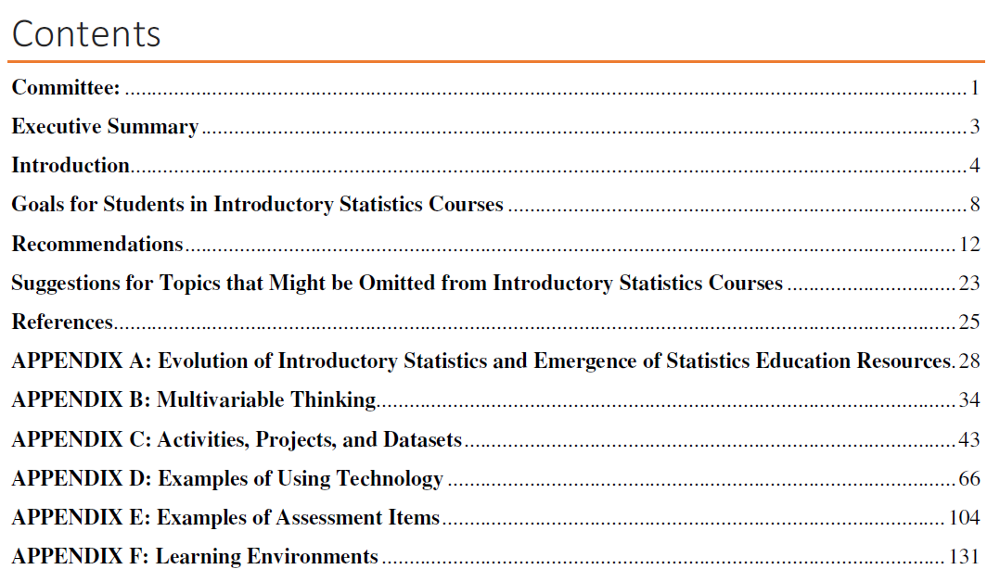 Contents
Committee: 1
Executive Summary 3
Introduction 4
Goals for Students in Introductory Statistics Courses 8
Recommendations 12
Suggestions for Topics that Might be Omitted from Introductory Statistics Courses 23
References 25
APPENDIX A: Evolution of Introductory Statistics and Emergence of Statistics Education Resources. 28
APPENDIX B: Multivariable Thinking 34
APPENDIX C: Activities, Projects, and Datasets 43
APPENDIX D: Examples of Using Technology 66
APPENDIX E: Examples of Assessment Items 104
APPENDIX F: Learning Environments 131